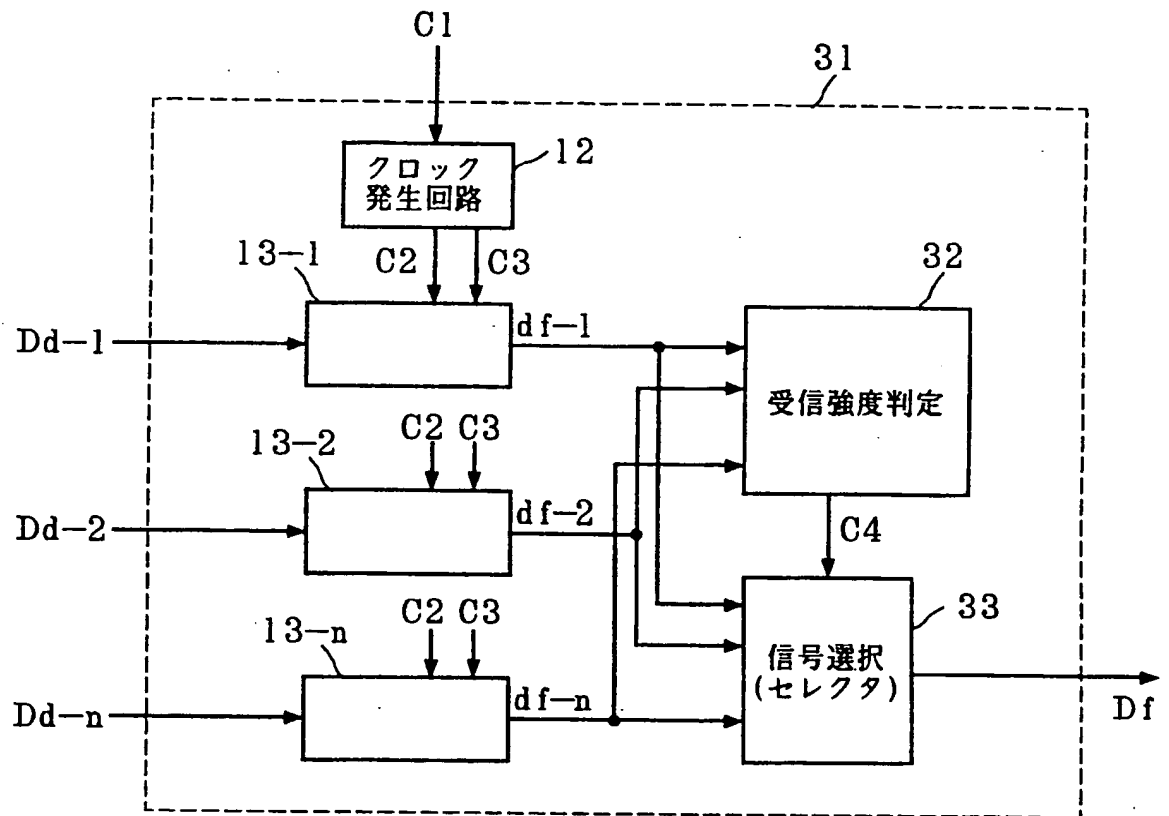 C1
31
クロック
発生回路
12
C2 C3
13-1
32
Dd-1
df-1
受信強度判定
C2 C3
13-2
Dd-2
df-2
C4
C2 C3
13-n
33
信号選択
(セレクタ)
Dd-n
df-n
Df